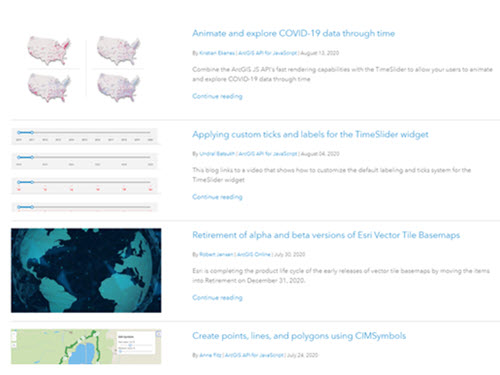 Animate and explore COVID-19 data through time
By Kristian Ekenes | ArcGIS API for JavaScript | August 12, 2020
Combine the ArcGIS JS API's fast rendering capabilities with the TimeSlider to allow your users to animate
and explore COVID-19 data through time
Continue reading
Applying custom ticks and labels for the TimeSlider widget
By Undral Batsukh | ArcGIS API for JavaScript | August 04, 2020
This blog links to a video that shows how to customize the default labeling and ticks system for the
TimeSlider widget
Continue reading
Retirement of alpha and beta versions of Esri Vector Tile Basemaps
By Robert Jensen | ArcGIS Online | July 30, 2020
Esri is completing the product life cycle of the early releases of vector tile basemaps by moving the items
into Retirement on December 31, 2020.
Continue reading
Create points, lines, and polygons using CIMSymbols
By Anne Fitz | ArcGIS API for JavaScript | July 24, 2020